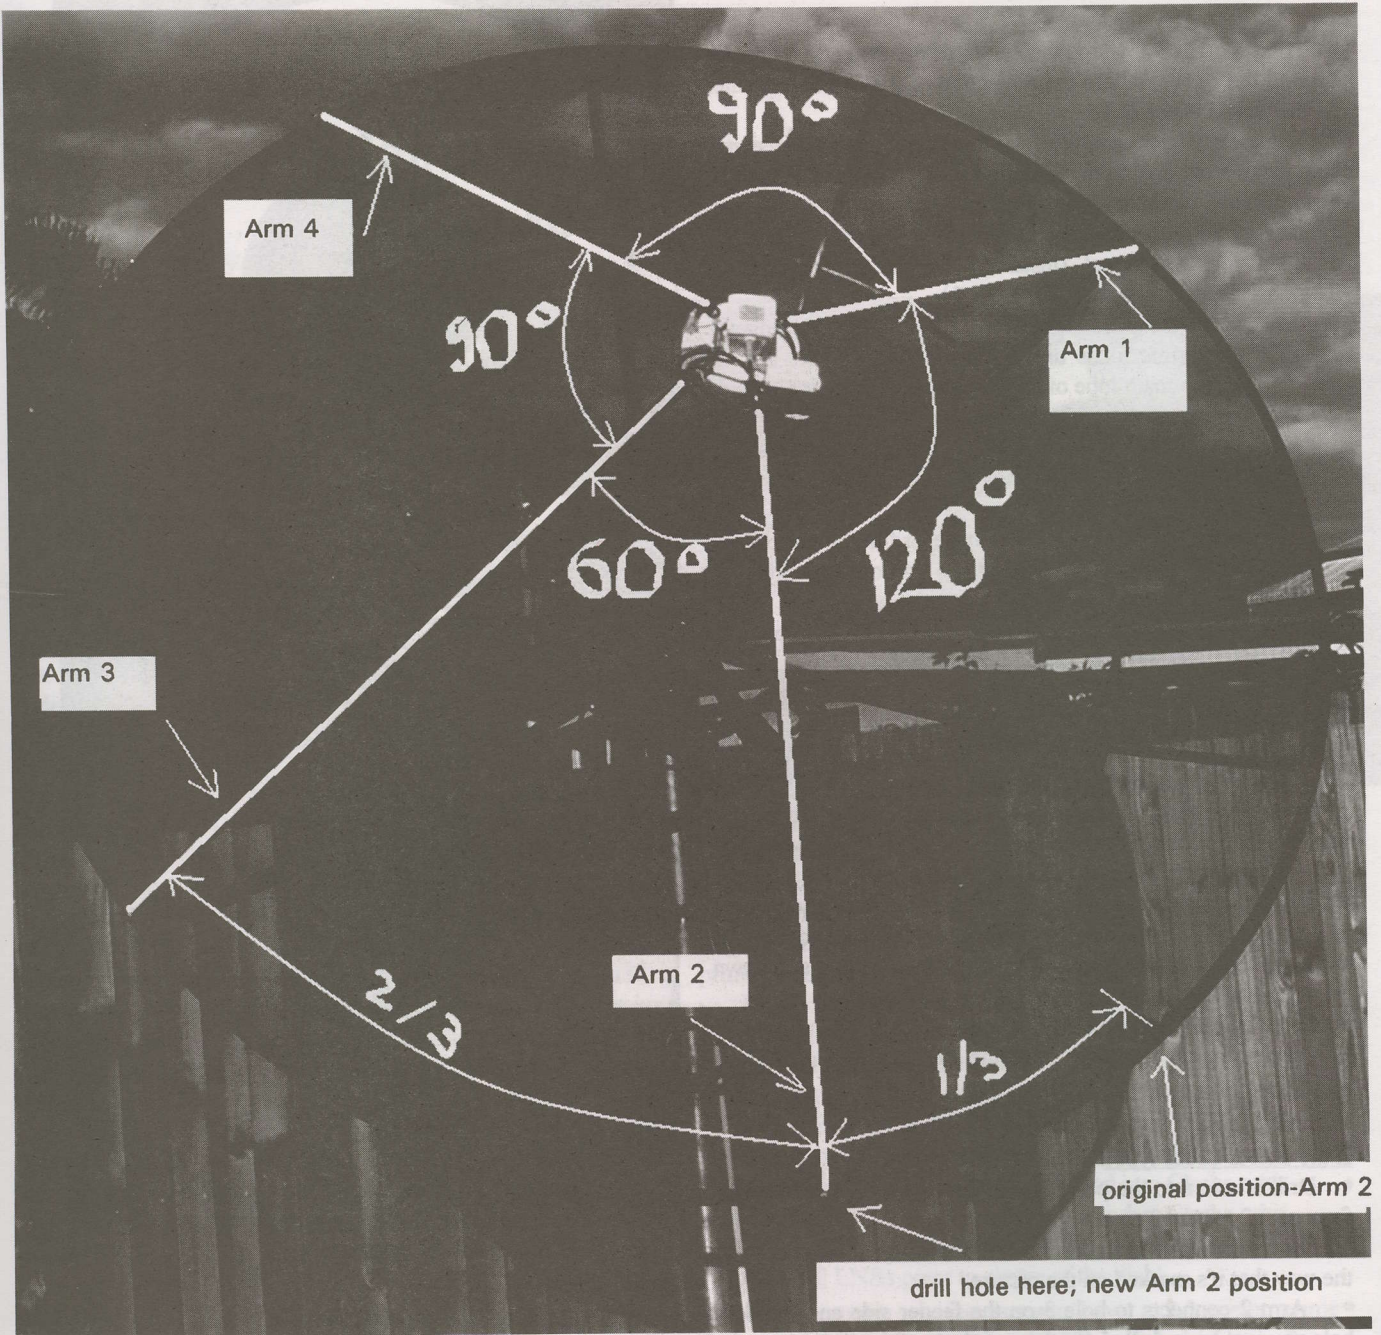 90°
Arm 4
90°
Arm 1
60°
120°
Arm 3
Arm 2
2/3
1/3
original position-Arm 2
drill hole here; new Arm 2 position